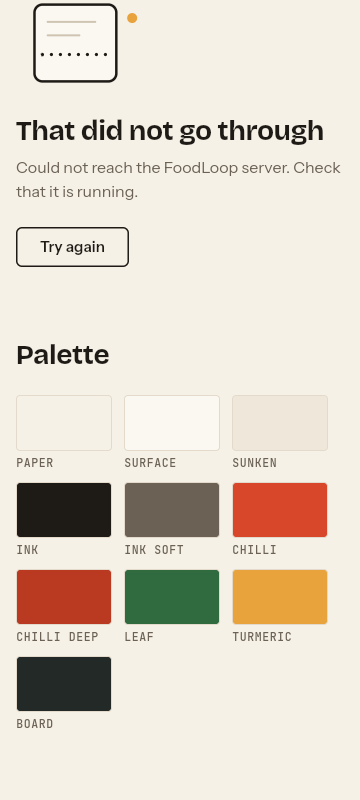 That did not go through
Could not reach the FoodLoop server. Check
that it is running.
Try again
Palette
PAPER
SURFACE
SUNKEN
INK
INK SOFT
CHILLI
CHILLI DEEP
LEAF
TURMERIC
BOARD